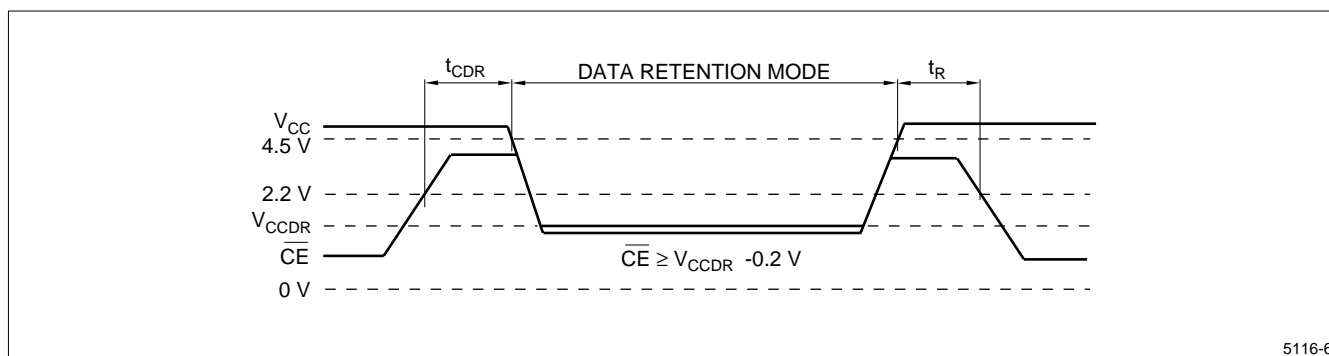 tCDR DATA RETENTION MODE tR
VCC
4.5 V
2.2 V
VCCDR
CE
CE ≥ VCCDR -0.2 V
0 V
5116-6